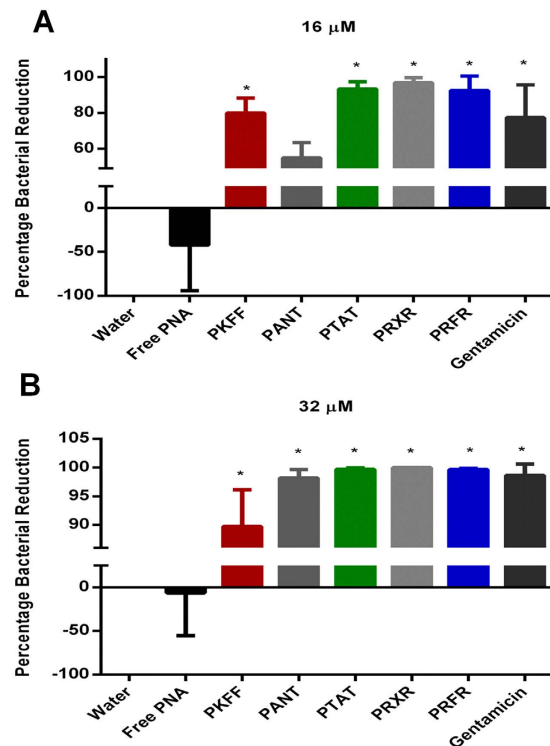 A
16 μM
Percentage Bacterial Reduction
100
80
60
0
-50
-100
* * * * *
Water Free PNA PKFF PANT PTAT PRXR PRFR Gentamicin
B
32 μM
Percentage Bacterial Reduction
105
100
95
90
0
-50
-100
* * * * * *
Water Free PNA PKFF PANT PTAT PRXR PRFR Gentamicin